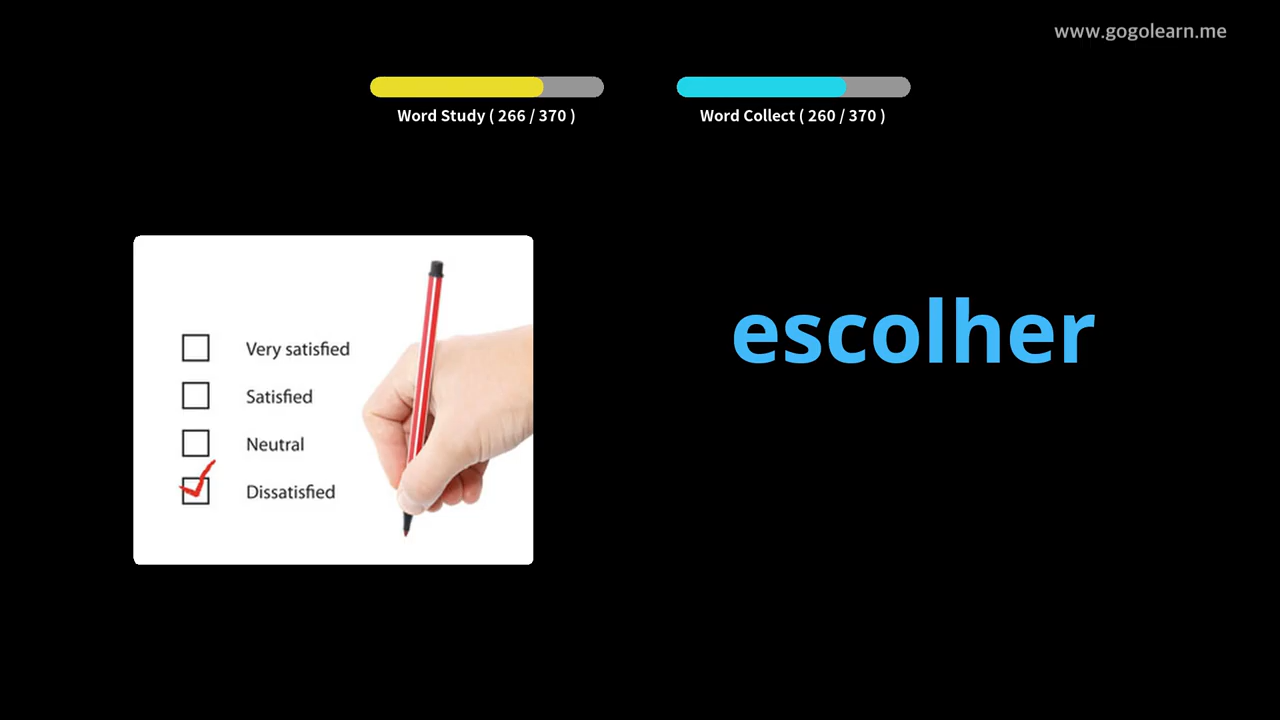 www.gogolearn.me
Word Study ( 266 / 370 )
Word Collect ( 260 / 370 )
Very satisfied
Satisfied
Neutral
Dissatisfied
escolher